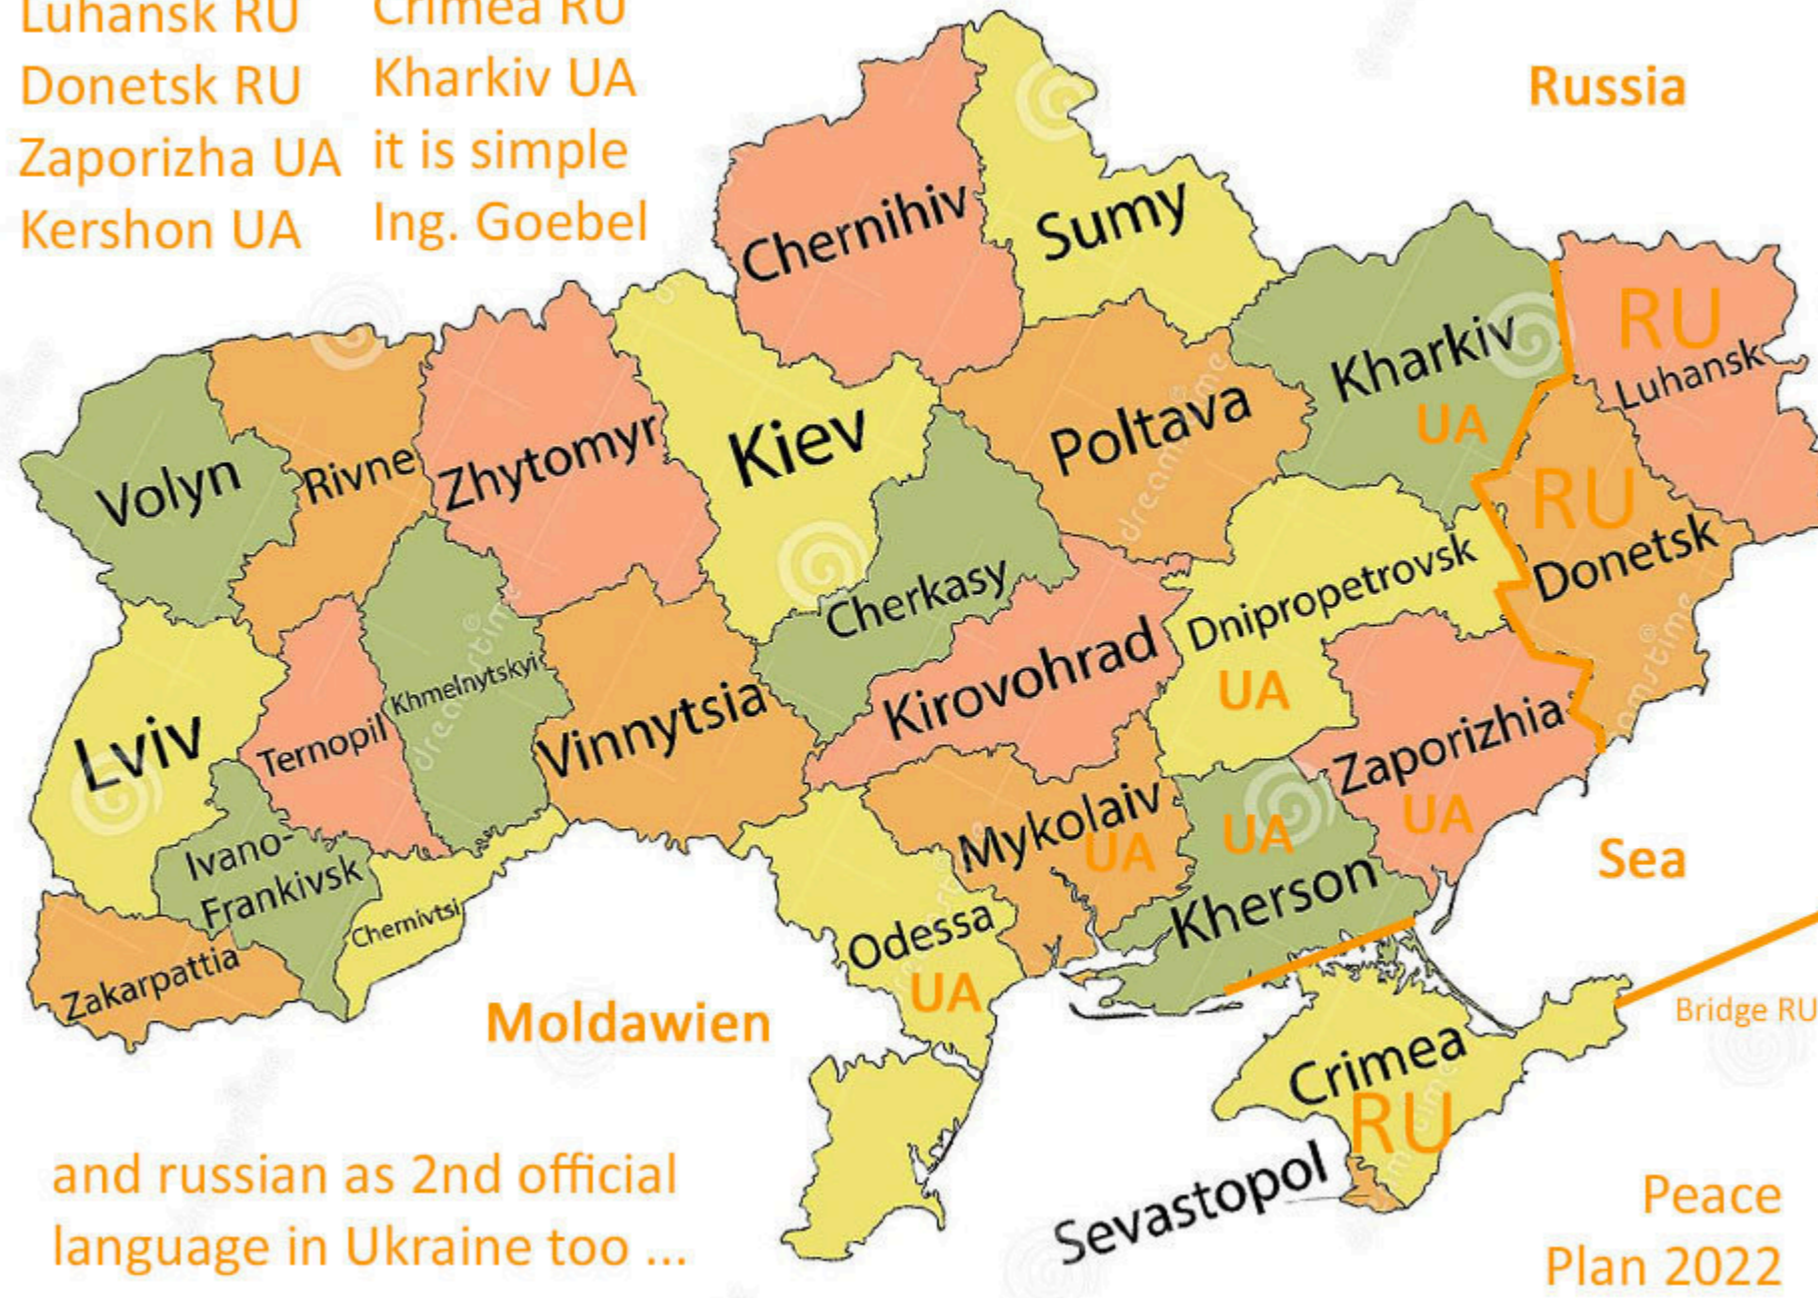 Luhansk RU
Donetsk RU
Zaporizha UA
Kershon UA
Crimea RU
Kharkiv UA
it is simple
Ing. Goebel
Russia
Chernihiv
Sumy
Kharkiv
UA
RU
Luhansk
Volyn
Rivne
Zhytomyr
Kiev
Poltava
RU
Donetsk
Cherkasy
Dnipropetrovsk
UA
Lviv
Ternopil
Khmelnytskyi
Vinnytsia
Kirovohrad
Zaporizhia
UA
Mykolaiv
UA
UA
Kherson
Sea
Ivano-
Frankivsk
Chernivtsi
Zakarpattia
Odessa
UA
Moldawien
Bridge RU
Crimea
RU
Sevastopol
and russian as 2nd official
language in Ukraine too ...
Peace
Plan 2022
dreamstime
dreamstime
dreamstime